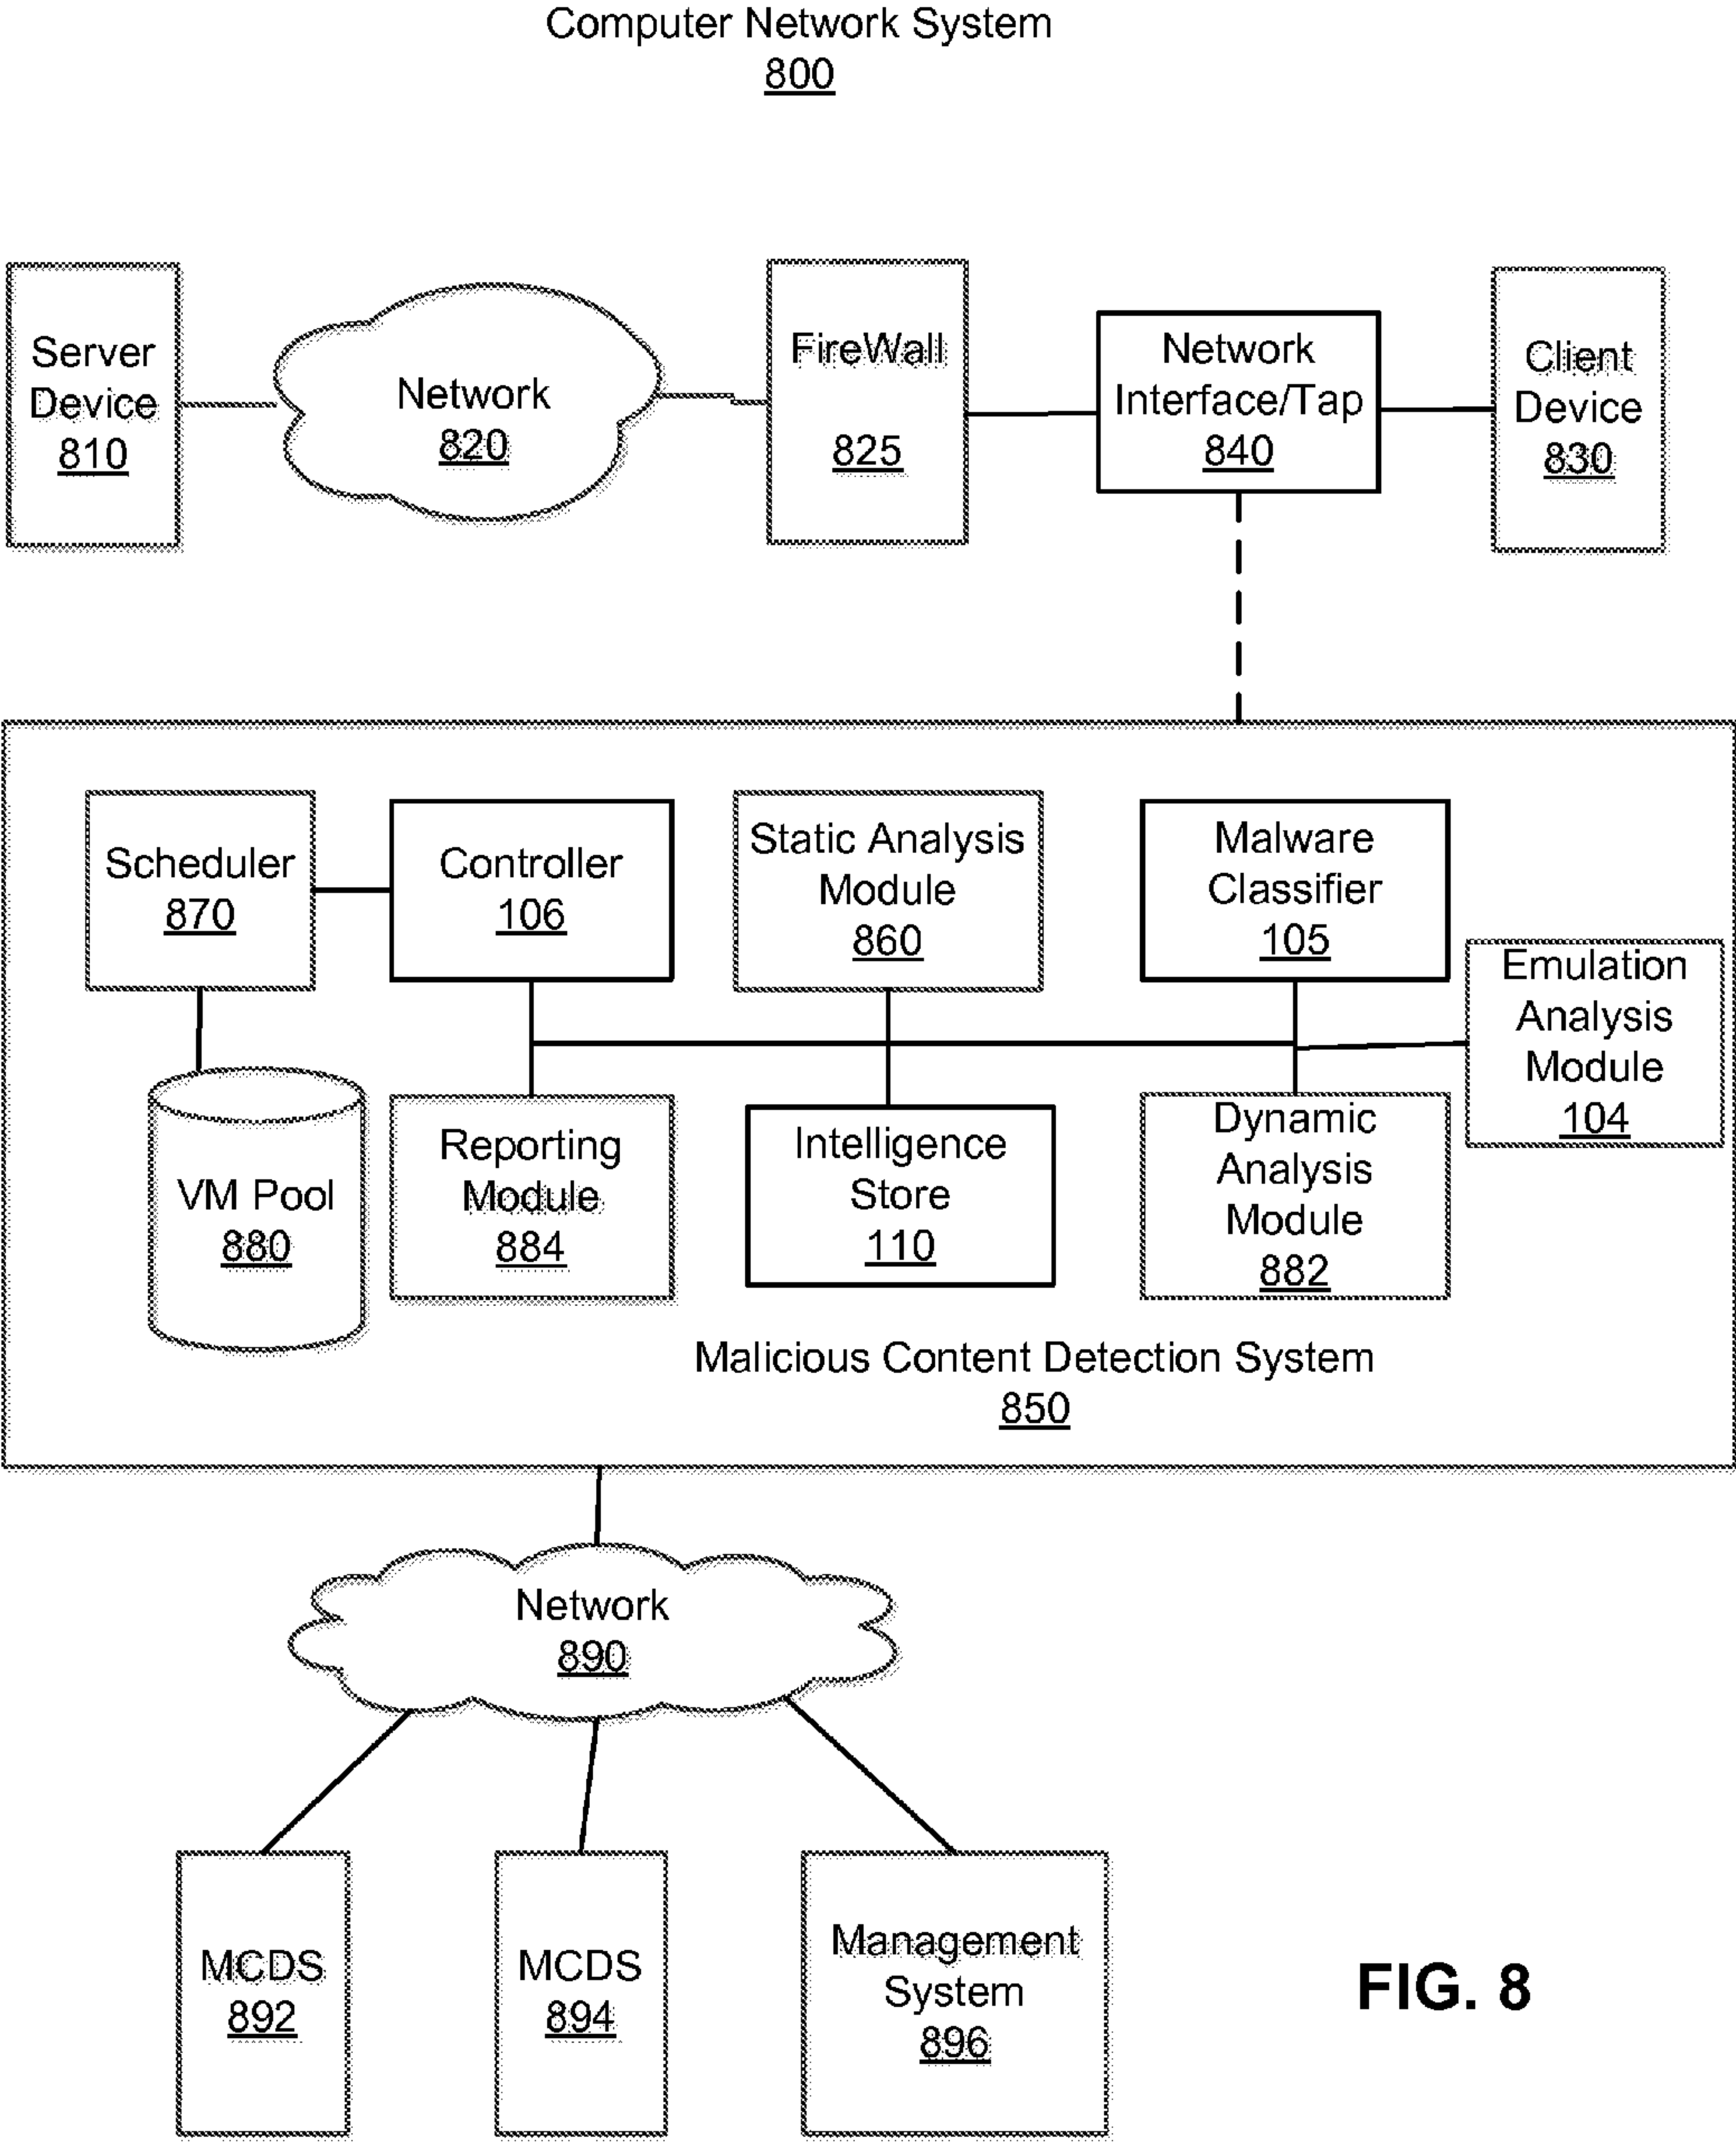 Computer Network System
800
Server
Device
810
Network
820
FireWall
825
Network
Interface/Tap
840
Client
Device
830
Scheduler
870
Controller
106
Static Analysis
Module
860
Malware
Classifier
105
Emulation
Analysis
Module
104
VM Pool
880
Reporting
Module
884
Intelligence
Store
110
Dynamic
Analysis
Module
882
Malicious Content Detection System
850
Network
890
MCDS
892
MCDS
894
Management
System
896
FIG. 8